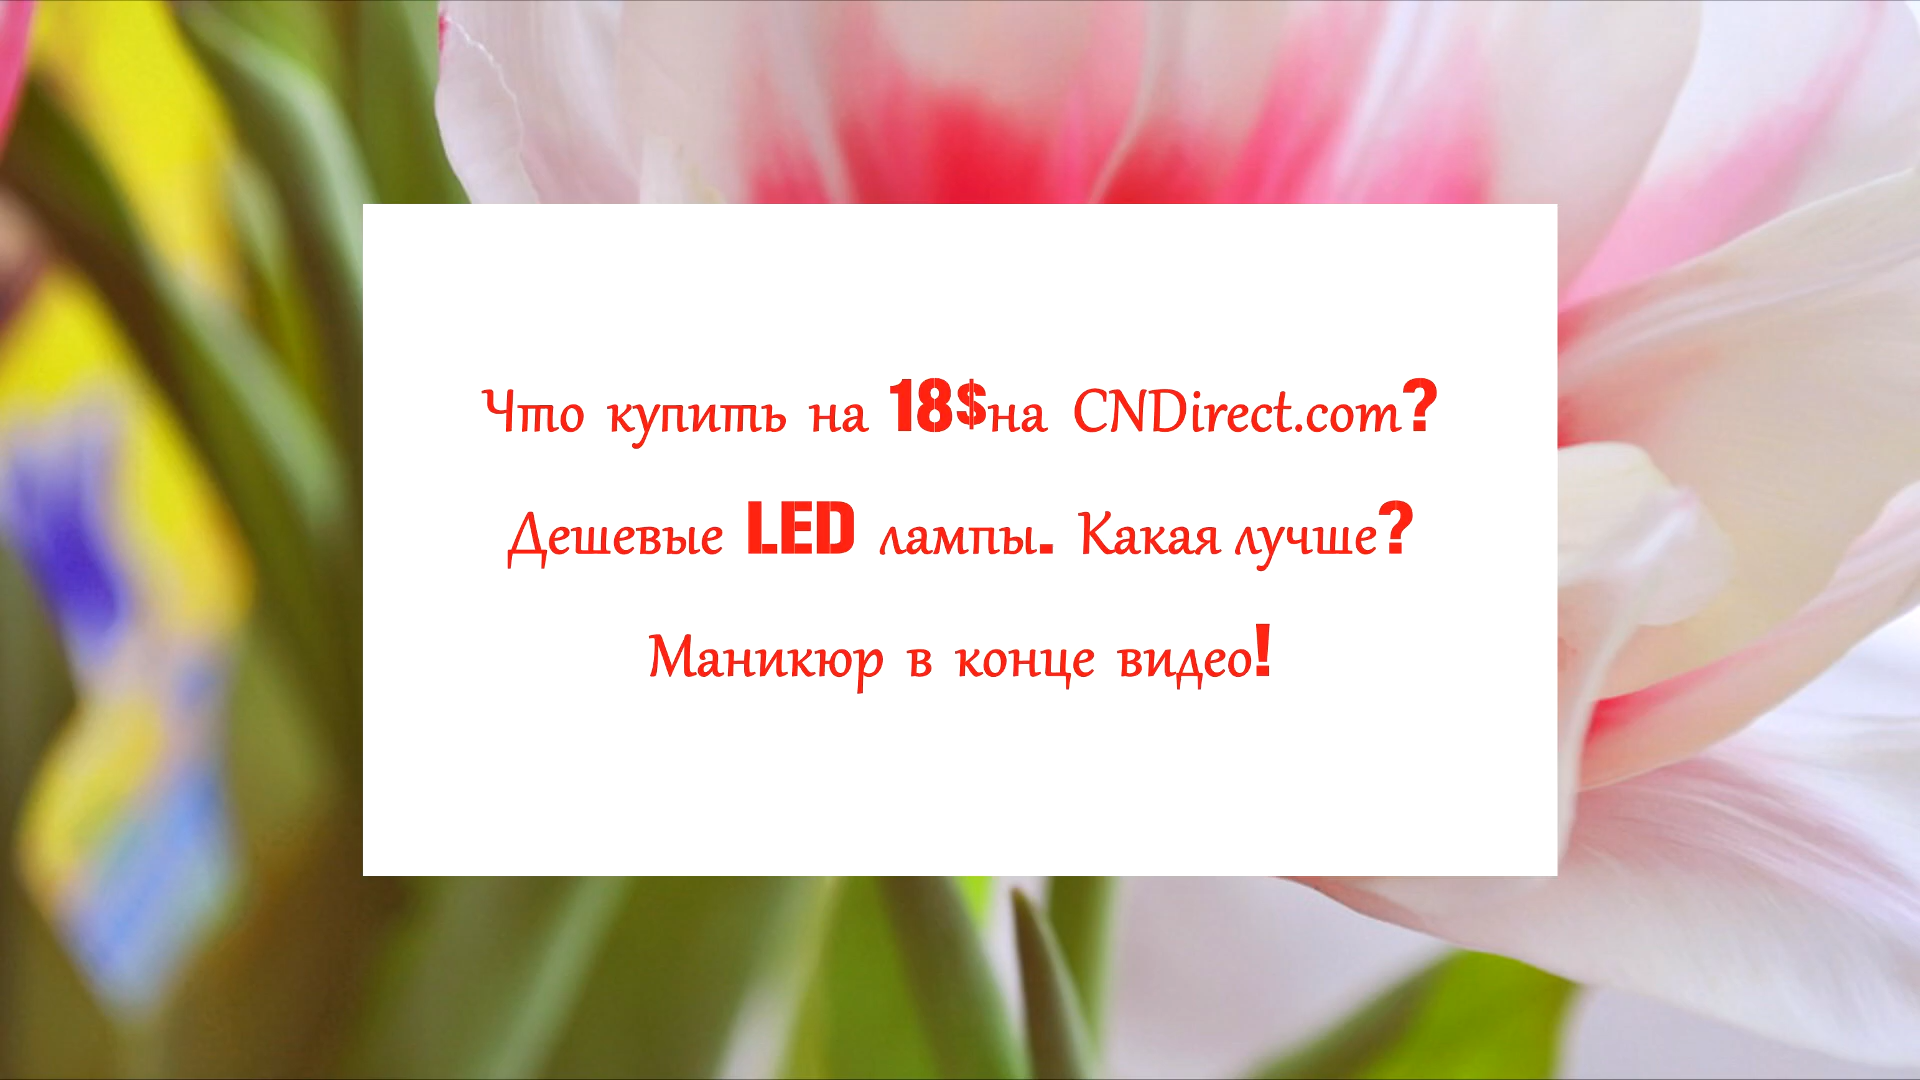 Что купить на 18$на CNDirect.com?
Дешевые LED лампы. Какая лучше?
Маникюр в конце видео!